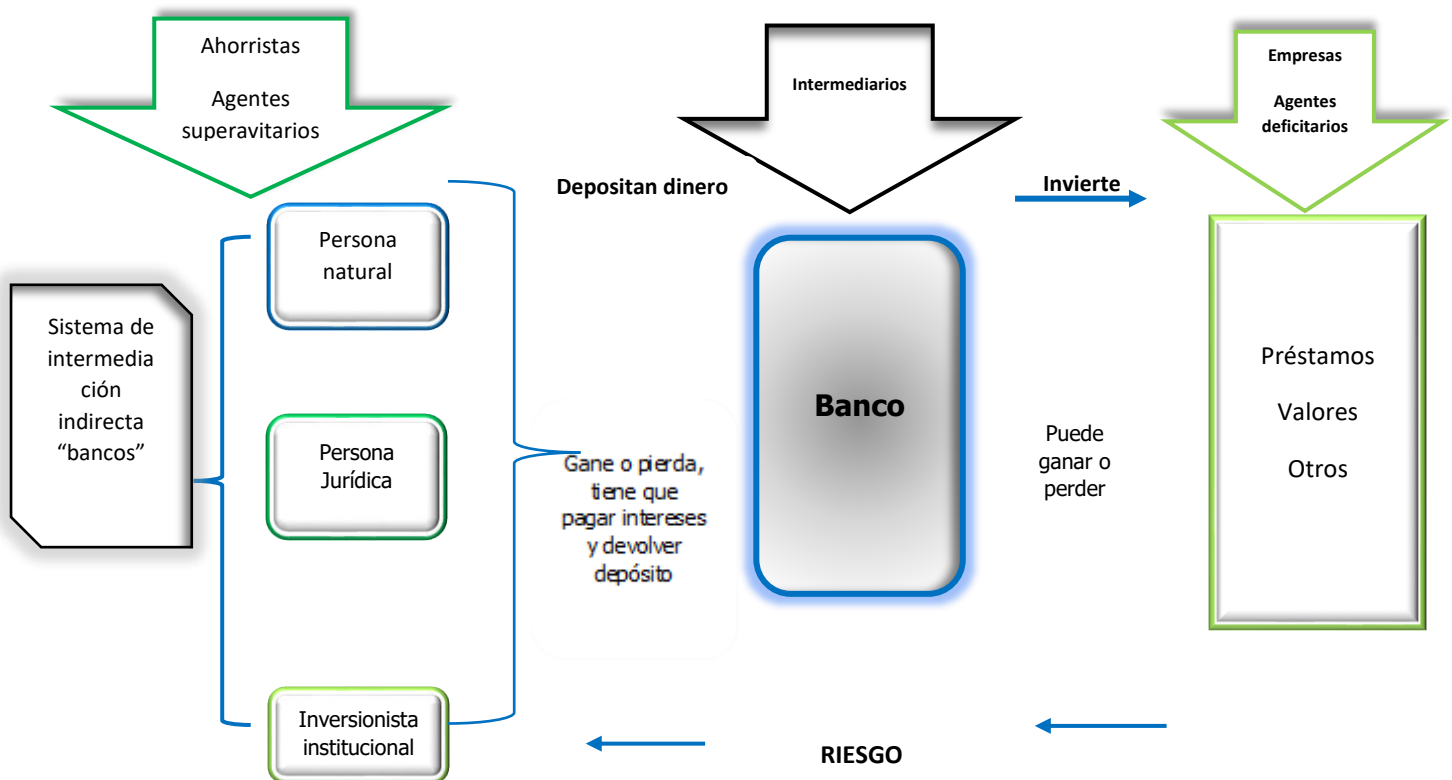 Ahorristas
Agentes
superavitarios
Intermediarios
Empresas
Agentes
deficitarios
Depositan dinero
Invierte
Sistema de
intermedia
ción
indirecta
“bancos”
Persona
natural
Persona
Jurídica
Inversionista
institucional
Gane o pierda,
tiene que
pagar intereses
y devolver
depósito
Banco
Puede
ganar o
perder
Préstamos
Valores
Otros
RIESGO